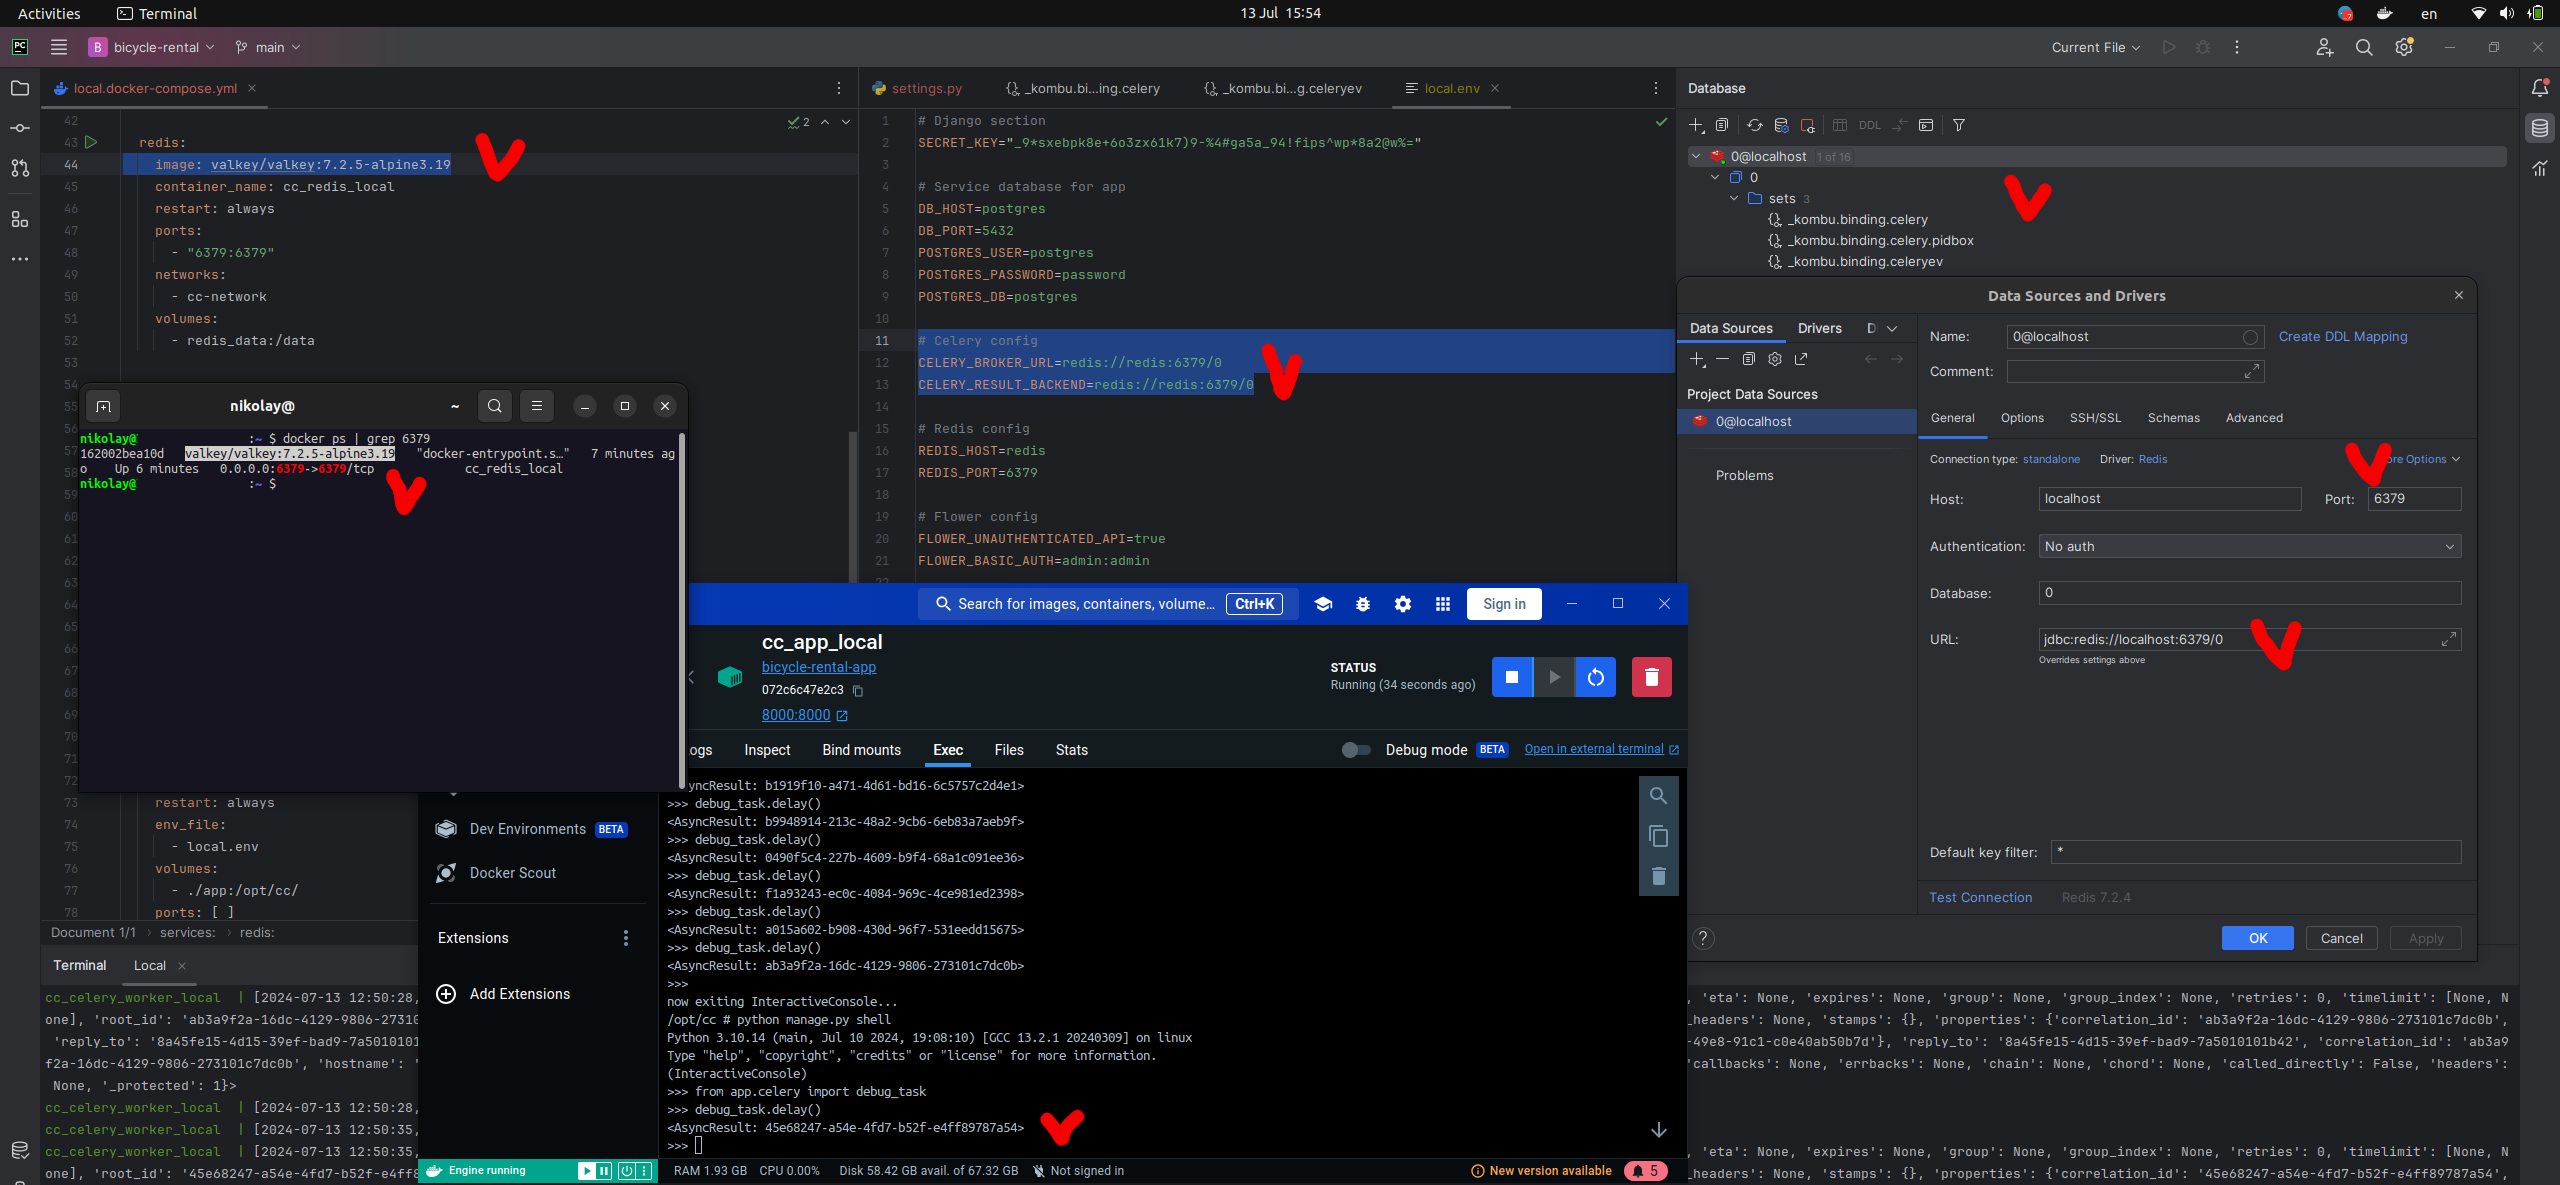 Activities
Terminal
13 Jul 15:54
en
PC
B bicycle-rental
main
Current File
local.docker-compose.yml
2
42
43 redis:
44 image: valkey/valkey:7.2.5-alpine3.19
45 container_name: cc_redis_local
46 restart: always
47 ports:
48 - "6379:6379"
49 networks:
50 - cc-network
51 volumes:
52 - redis_data:/data
53
54
55
56
57
58
59
60
61
62
63
64
65
66
67
68
69
70
71
72
73 restart: always
74 env_file:
75 - local.env
76 volumes:
77 - ./app:/opt/cc/
78 ports: [ ]
Document 1/1 › services: › redis:
settings.py
_kombu.bi...ing.celery
_kombu.bi...g.celeryev
local.env
1 # Django section
2 SECRET_KEY="_9*sxebpk8e+6o3zx61k7)9-%4#ga5a_94!fips^wp*8a2@w%="
3
4 # Service database for app
5 DB_HOST=postgres
6 DB_PORT=5432
7 POSTGRES_USER=postgres
8 POSTGRES_PASSWORD=password
9 POSTGRES_DB=postgres
10
11 # Celery config
12 CELERY_BROKER_URL=redis://redis:6379/0
13 CELERY_RESULT_BACKEND=redis://redis:6379/0
14
15 # Redis config
16 REDIS_HOST=redis
17 REDIS_PORT=6379
18
19 # Flower config
20 FLOWER_UNAUTHENTICATED_API=true
21 FLOWER_BASIC_AUTH=admin:admin
22
Database
DDL
0@localhost 1 of 16
0
sets 3
_kombu.binding.celery
_kombu.binding.celery.pidbox
_kombu.binding.celeryev
Data Sources and Drivers
Data Sources
Drivers
D
Project Data Sources
0@localhost
Problems
Name: 0@localhost
Create DDL Mapping
Comment:
General
Options
SSH/SSL
Schemas
Advanced
Connection type: standalone
Driver: Redis
ore Options
Host: localhost
Port: 6379
Authentication: No auth
Database: 0
URL: jdbc:redis://localhost:6379/0
Overrides settings above
Default key filter: *
Test Connection
Redis 7.2.4
?
OK
Cancel
Apply
nikolay@ ~
nikolay@ :~ $ docker ps | grep 6379
162002bea10d valkey/valkey:7.2.5-alpine3.19 "docker-entrypoint.s…" 7 minutes ag
o Up 6 minutes 0.0.0.0:6379->6379/tcp cc_redis_local
nikolay@ :~ $
Search for images, containers, volume... Ctrl+K
Sign in
cc_app_local
bicycle-rental-app
072c6c47e2c3
8000:8000
STATUS
Running (34 seconds ago)
ogs
Inspect
Bind mounts
Exec
Files
Stats
Debug mode BETA
Open in external terminal
Dev Environments BETA
Docker Scout
Extensions
Add Extensions
yncResult: b1919f10-a471-4d61-bd16-6c5757c2d4e1>
>>> debug_task.delay()
<AsyncResult: b9948914-213c-48a2-9cb6-6eb83a7aeb9f>
>>> debug_task.delay()
<AsyncResult: 0490f5c4-227b-4609-b9f4-68a1c091ee36>
>>> debug_task.delay()
<AsyncResult: f1a93243-ec0c-4084-969c-4ce981ed2398>
>>> debug_task.delay()
<AsyncResult: a015a602-b908-430d-96f7-531eedd15675>
>>> debug_task.delay()
<AsyncResult: ab3a9f2a-16dc-4129-9806-273101c7dc0b>
>>>
now exiting InteractiveConsole...
/opt/cc # python manage.py shell
Python 3.10.14 (main, Jul 10 2024, 19:08:10) [GCC 13.2.1 20240309] on linux
Type "help", "copyright", "credits" or "license" for more information.
(InteractiveConsole)
>>> from app.celery import debug_task
>>> debug_task.delay()
<AsyncResult: 45e68247-a54e-4fd7-b52f-e4ff89787a54>
>>>
Engine running
RAM 1.93 GB CPU 0.00% Disk 58.42 GB avail. of 67.32 GB Not signed in
New version available
5
Terminal
Local
cc_celery_worker_local | [2024-07-13 12:50:28,
one], 'root_id': 'ab3a9f2a-16dc-4129-9806-27310
'reply_to': '8a45fe15-4d15-39ef-bad9-7a5010101
f2a-16dc-4129-9806-273101c7dc0b', 'hostname': '
None, '_protected': 1}>
cc_celery_worker_local | [2024-07-13 12:50:28,
cc_celery_worker_local | [2024-07-13 12:50:35,
cc_celery_worker_local | [2024-07-13 12:50:35,
one], 'root_id': '45e68247-a54e-4fd7-b52f-e4ff8
, 'eta': None, 'expires': None, 'group': None, 'group_index': None, 'retries': 0, 'timelimit': [None, N
_headers': None, 'stamps': {}, 'properties': {'correlation_id': 'ab3a9f2a-16dc-4129-9806-273101c7dc0b',
-49e8-91c1-c0e40ab50b7d'}, 'reply_to': '8a45fe15-4d15-39ef-bad9-7a5010101b42', 'correlation_id': 'ab3a9
'callbacks': None, 'errbacks': None, 'chain': None, 'chord': None, 'called_directly': False, 'headers':
, 'eta': None, 'expires': None, 'group': None, 'group_index': None, 'retries': 0, 'timelimit': [None, N
_headers': None, 'stamps': {}, 'properties': {'correlation_id': '45e68247-a54e-4fd7-b52f-e4ff89787a54',